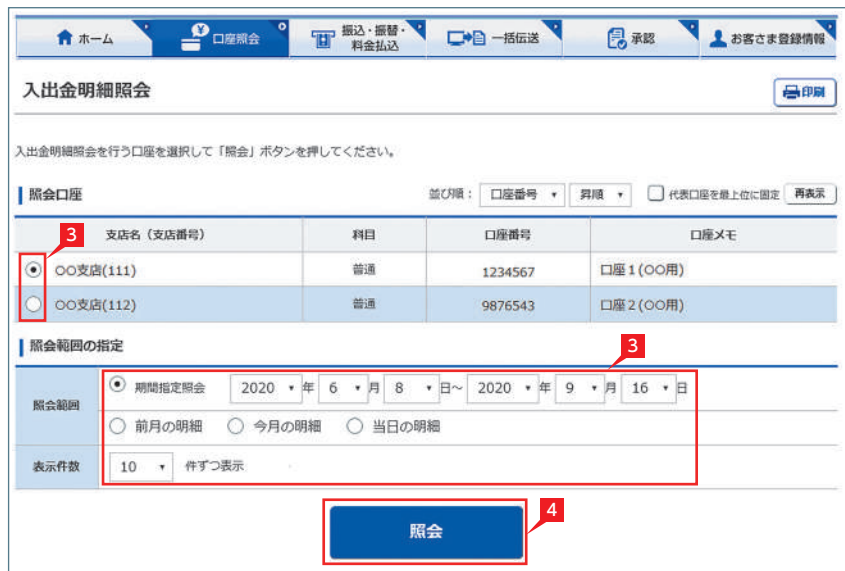 ホーム 口座照会 振込・振替・料金払込 一括伝送 承認 お客さま登録情報
入出金明細照会 印刷
入出金明細照会を行う口座を選択して「照会」ボタンを押してください。
照会口座 並び順： 口座番号 昇順 代表口座を最上位に固定 再表示
3 支店名（支店番号） 科目 口座番号 口座メモ
〇〇支店(111) 普通 1234567 口座1(〇〇用)
〇〇支店(112) 普通 9876543 口座2(〇〇用)
照会範囲の指定 3
照会範囲 期間指定照会 2020 年 6 月 8 日～ 2020 年 9 月 16 日
前月の明細 今月の明細 当日の明細
表示件数 10 件ずつ表示
照会 4